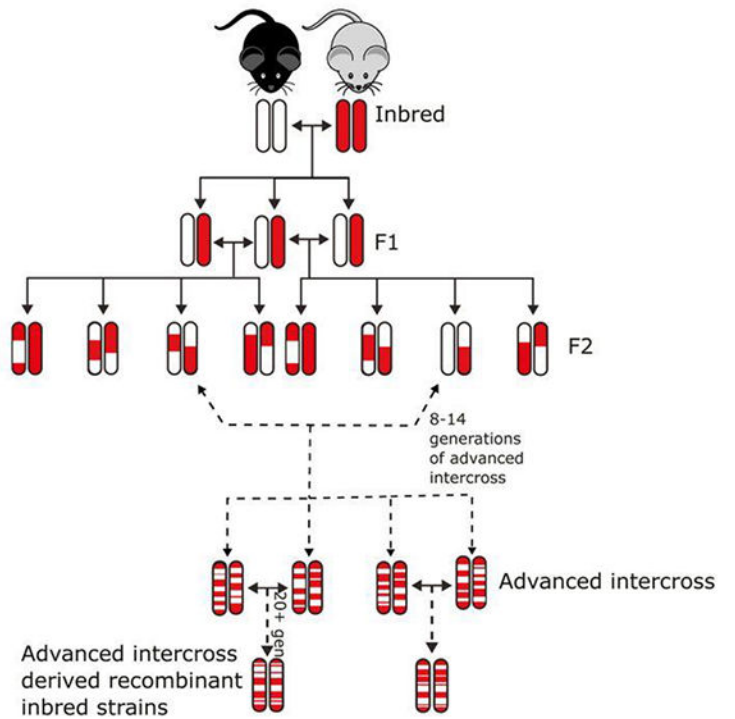 Inbred
F1
F2
8-14
generations
of advanced
intercross
Advanced intercross
20+ gen
Advanced intercross
derived recombinant
inbred strains